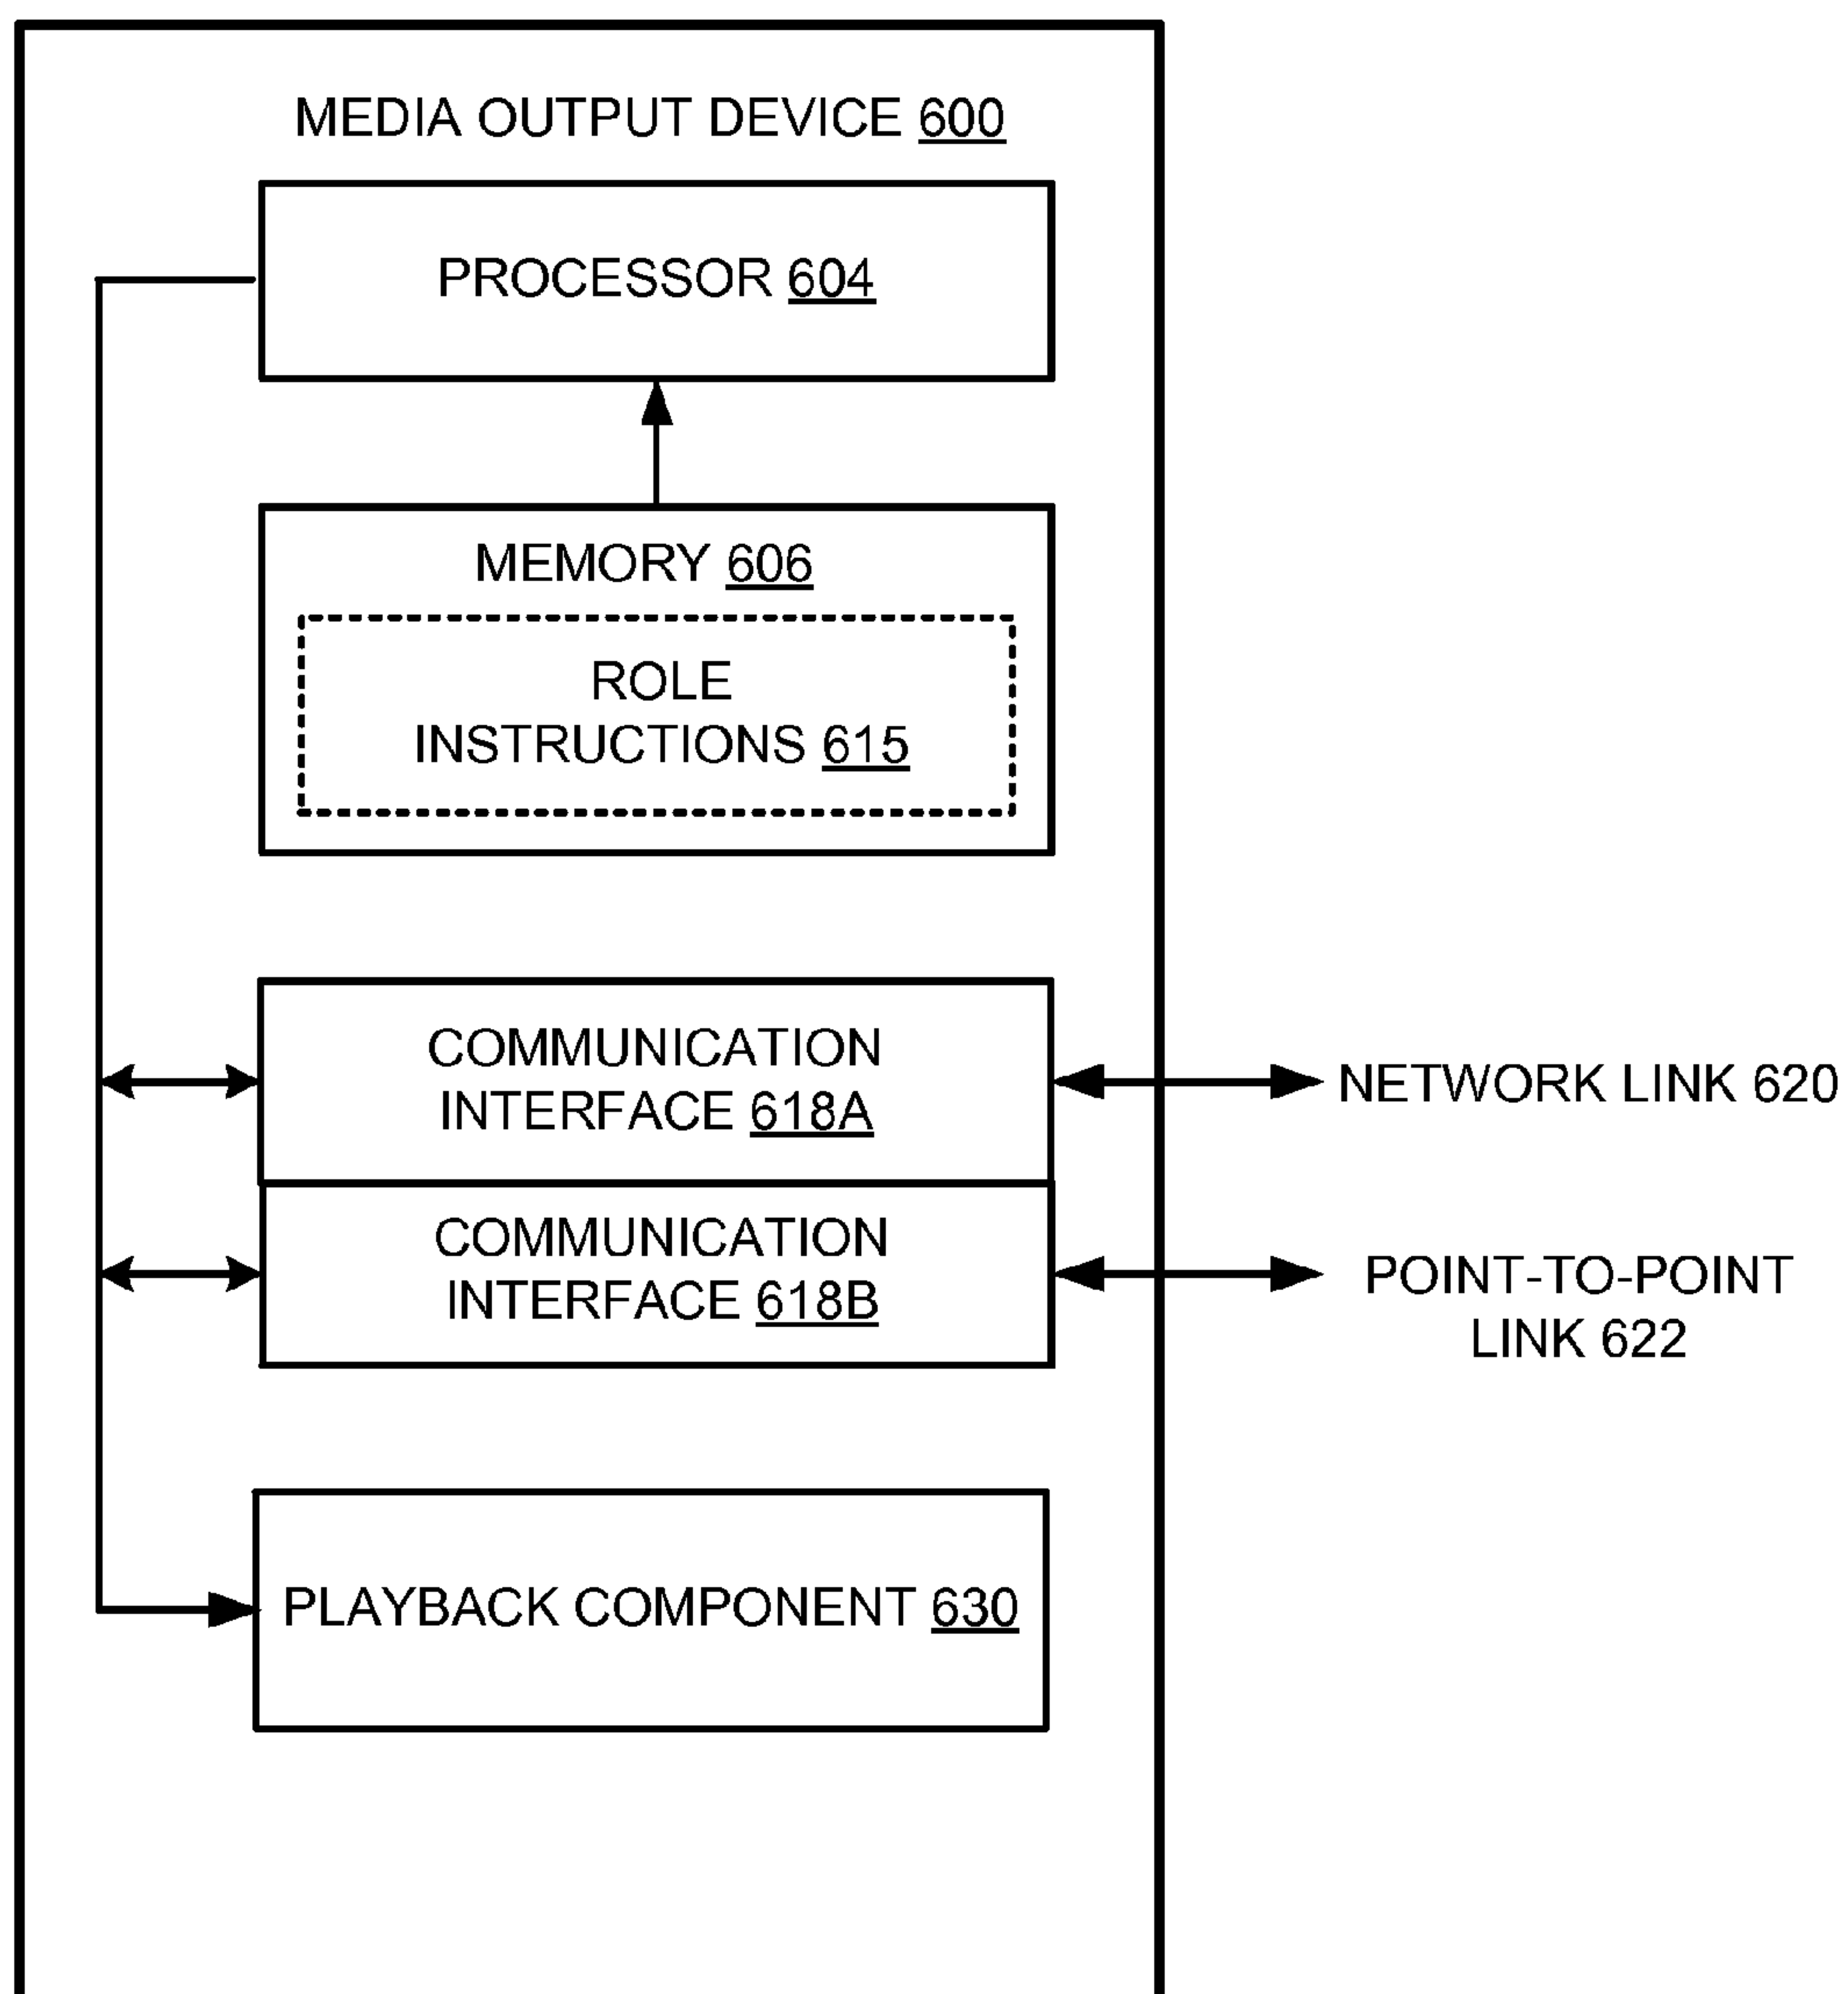 MEDIA OUTPUT DEVICE 600
PROCESSOR 604
MEMORY 606
ROLE
INSTRUCTIONS 615
COMMUNICATION
INTERFACE 618A
NETWORK LINK 620
COMMUNICATION
INTERFACE 618B
POINT-TO-POINT
LINK 622
PLAYBACK COMPONENT 630